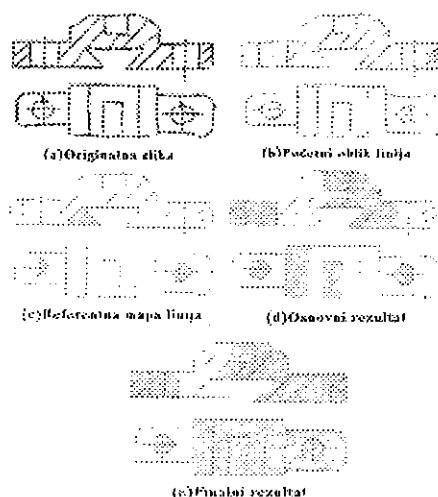 (a)Originalna slika
(b)Početni oblik linija
(c)Referentna mapa linija
(d)Osnovni rezultat
(e)Finalni rezultat